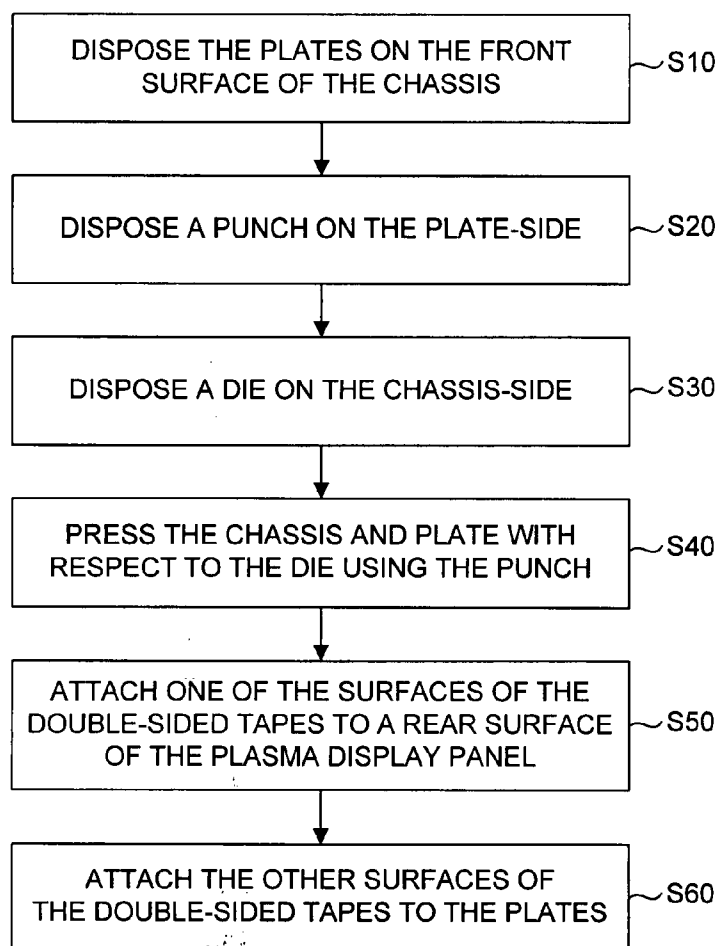 DISPOSE THE PLATES ON THE FRONT
SURFACE OF THE CHASSIS
S10
DISPOSE A PUNCH ON THE PLATE-SIDE
S20
DISPOSE A DIE ON THE CHASSIS-SIDE
S30
PRESS THE CHASSIS AND PLATE WITH
RESPECT TO THE DIE USING THE PUNCH
S40
ATTACH ONE OF THE SURFACES OF THE
DOUBLE-SIDED TAPES TO A REAR SURFACE
OF THE PLASMA DISPLAY PANEL
S50
ATTACH THE OTHER SURFACES OF
THE DOUBLE-SIDED TAPES TO THE PLATES
S60